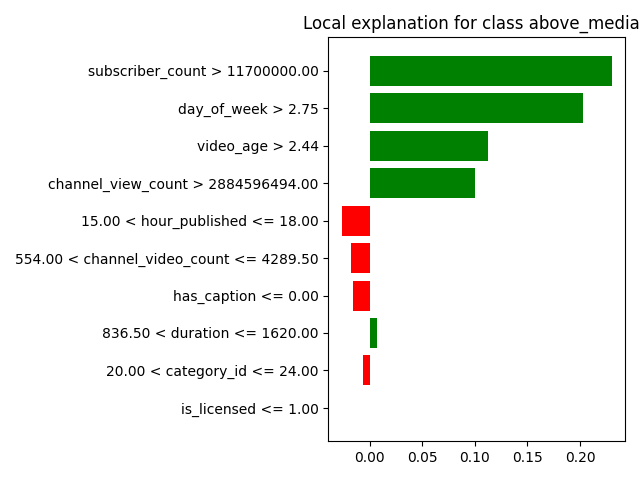 Local explanation for class above_media
subscriber_count > 11700000.00
day_of_week > 2.75
video_age > 2.44
channel_view_count > 2884596494.00
15.00 < hour_published <= 18.00
554.00 < channel_video_count <= 4289.50
has_caption <= 0.00
836.50 < duration <= 1620.00
20.00 < category_id <= 24.00
is_licensed <= 1.00
0.00 0.05 0.10 0.15 0.20